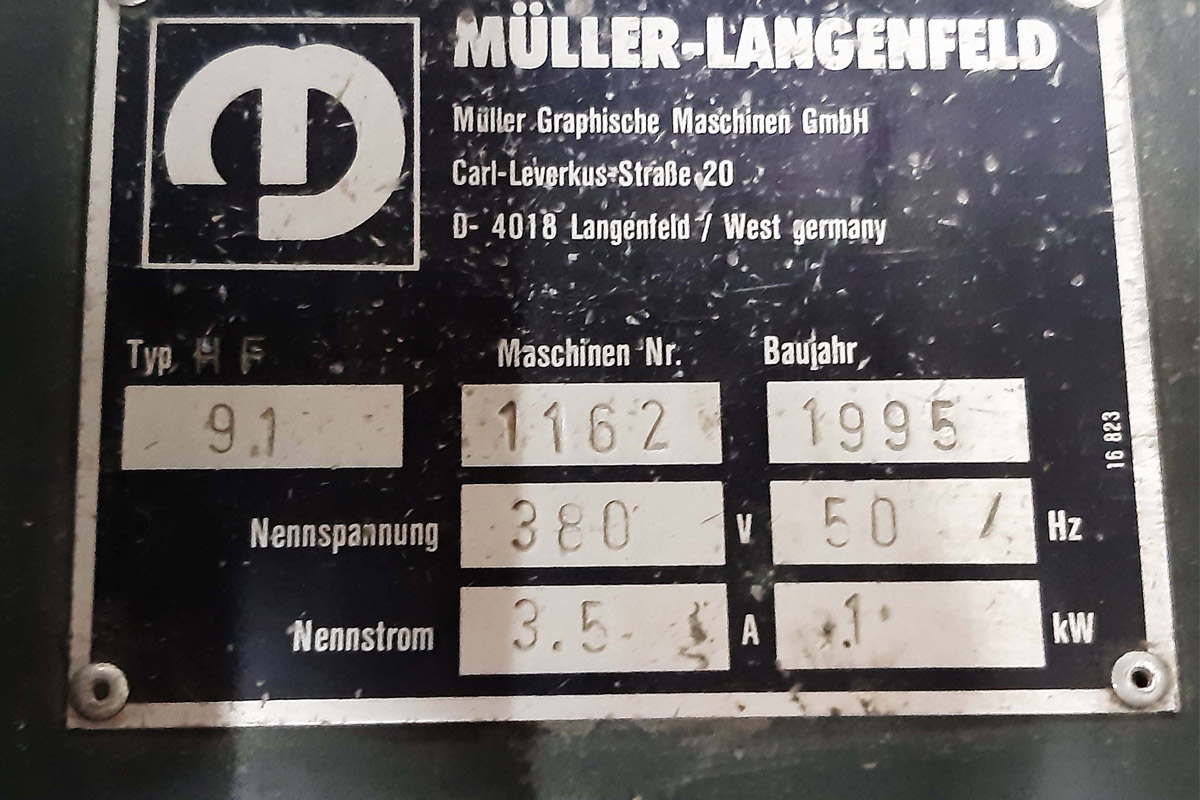 MÜLLER-LANGENFELD
Müller Graphische Maschinen GmbH
Carl-Leverkus-Straße 20
D- 4018 Langenfeld / West germany
Typ HF Maschinen Nr. Baujahr
91 1162 1995
16 823
Nennspannung 380 V 50 / Hz
Nennstrom 3.5 A .1 kW